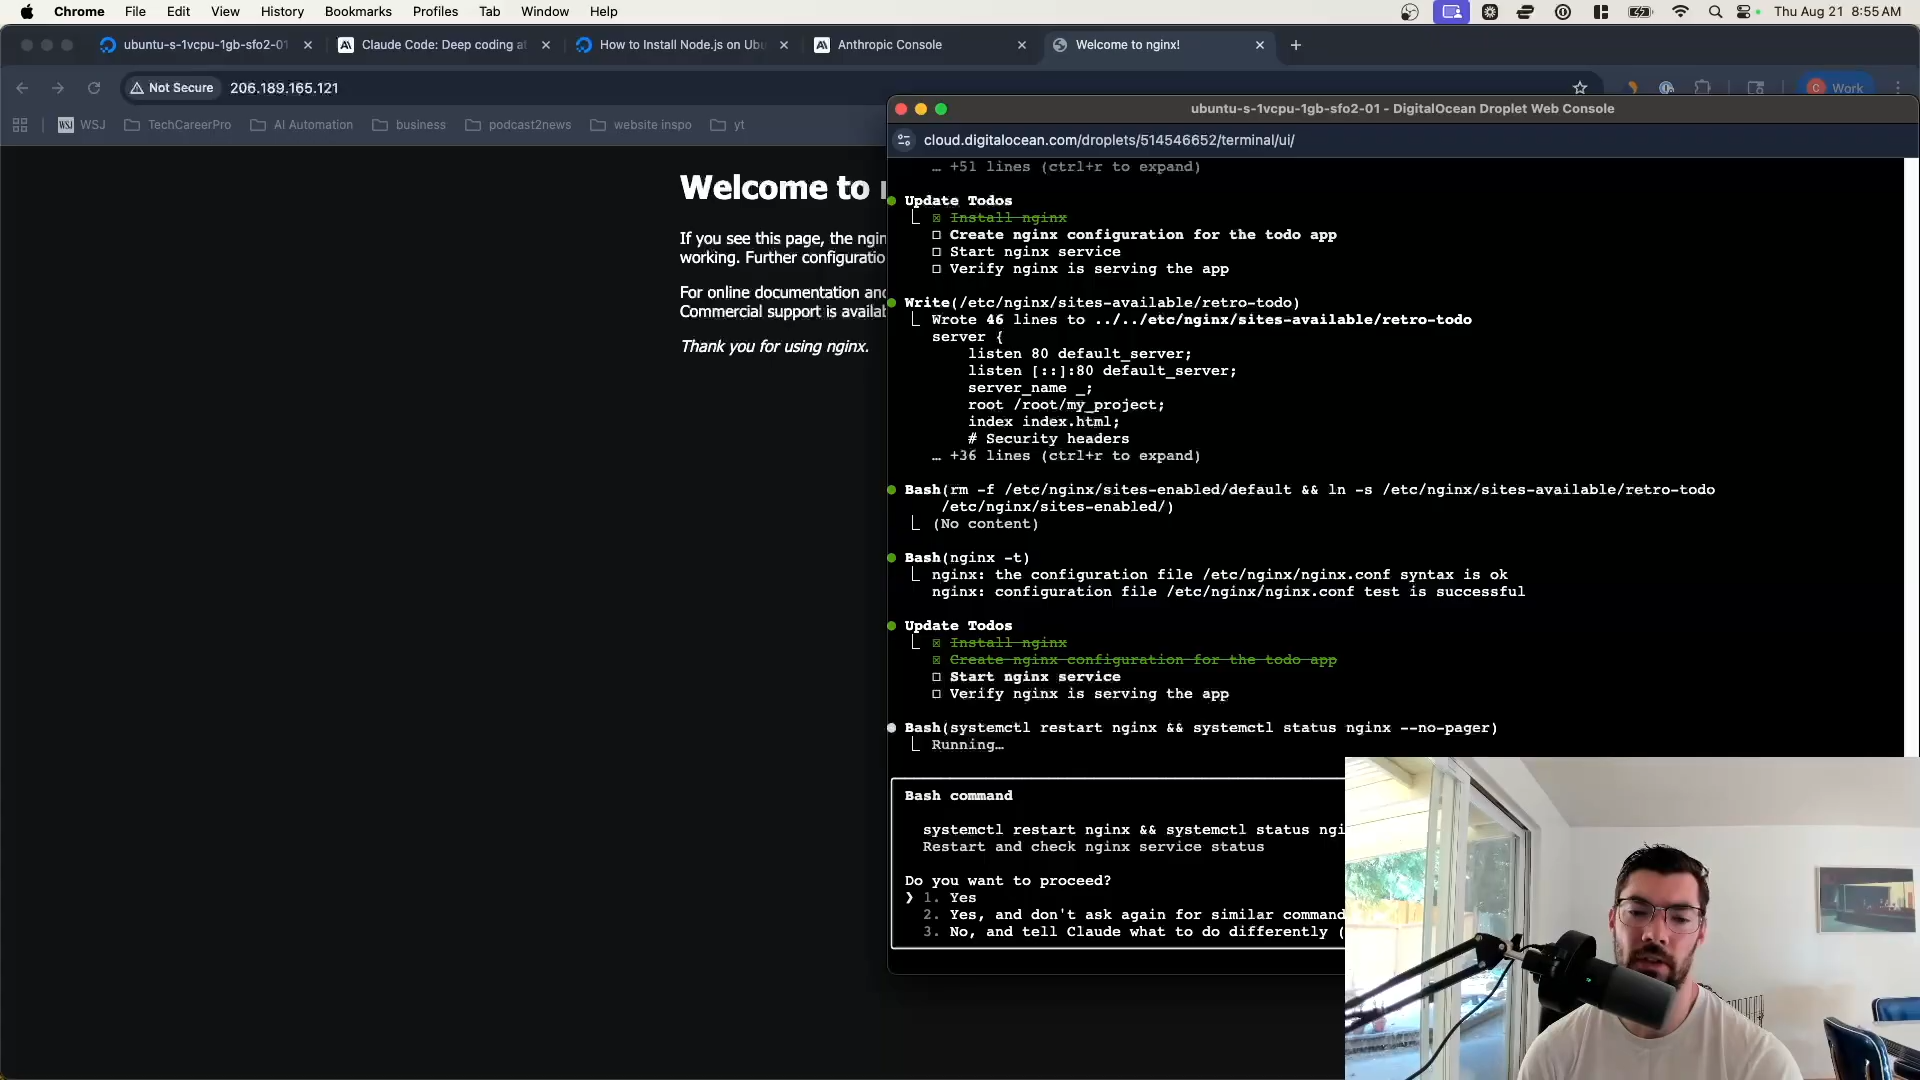 Chrome File Edit View History Bookmarks Profiles Tab Window Help
Thu Aug 21 8:55 AM
ubuntu-s-1vcpu-1gb-sfo2-01
Claude Code: Deep coding at
How to Install Node.js on Ubu
Anthropic Console
Welcome to nginx!
Not Secure 206.189.165.121
Work
WSJ TechCareerPro AI Automation business podcast2news website inspo yt
Welcome to
If you see this page, the ngin
working. Further configuratio
For online documentation and
Commercial support is availab
Thank you for using nginx.
ubuntu-s-1vcpu-1gb-sfo2-01 - DigitalOcean Droplet Web Console
cloud.digitalocean.com/droplets/514546652/terminal/ui/
… +51 lines (ctrl+r to expand)
Update Todos
☒ Install nginx
☐ Create nginx configuration for the todo app
☐ Start nginx service
☐ Verify nginx is serving the app
Write(/etc/nginx/sites-available/retro-todo)
Wrote 46 lines to ../../etc/nginx/sites-available/retro-todo
server {
listen 80 default_server;
listen [::]:80 default_server;
server_name _;
root /root/my_project;
index index.html;
# Security headers
… +36 lines (ctrl+r to expand)
Bash(rm -f /etc/nginx/sites-enabled/default && ln -s /etc/nginx/sites-available/retro-todo
/etc/nginx/sites-enabled/)
(No content)
Bash(nginx -t)
nginx: the configuration file /etc/nginx/nginx.conf syntax is ok
nginx: configuration file /etc/nginx/nginx.conf test is successful
Update Todos
☒ Install nginx
☒ Create nginx configuration for the todo app
☐ Start nginx service
☐ Verify nginx is serving the app
Bash(systemctl restart nginx && systemctl status nginx --no-pager)
Running…
Bash command
systemctl restart nginx && systemctl status ngi
Restart and check nginx service status
Do you want to proceed?
❯ 1. Yes
2. Yes, and don't ask again for similar command
3. No, and tell Claude what to do differently (